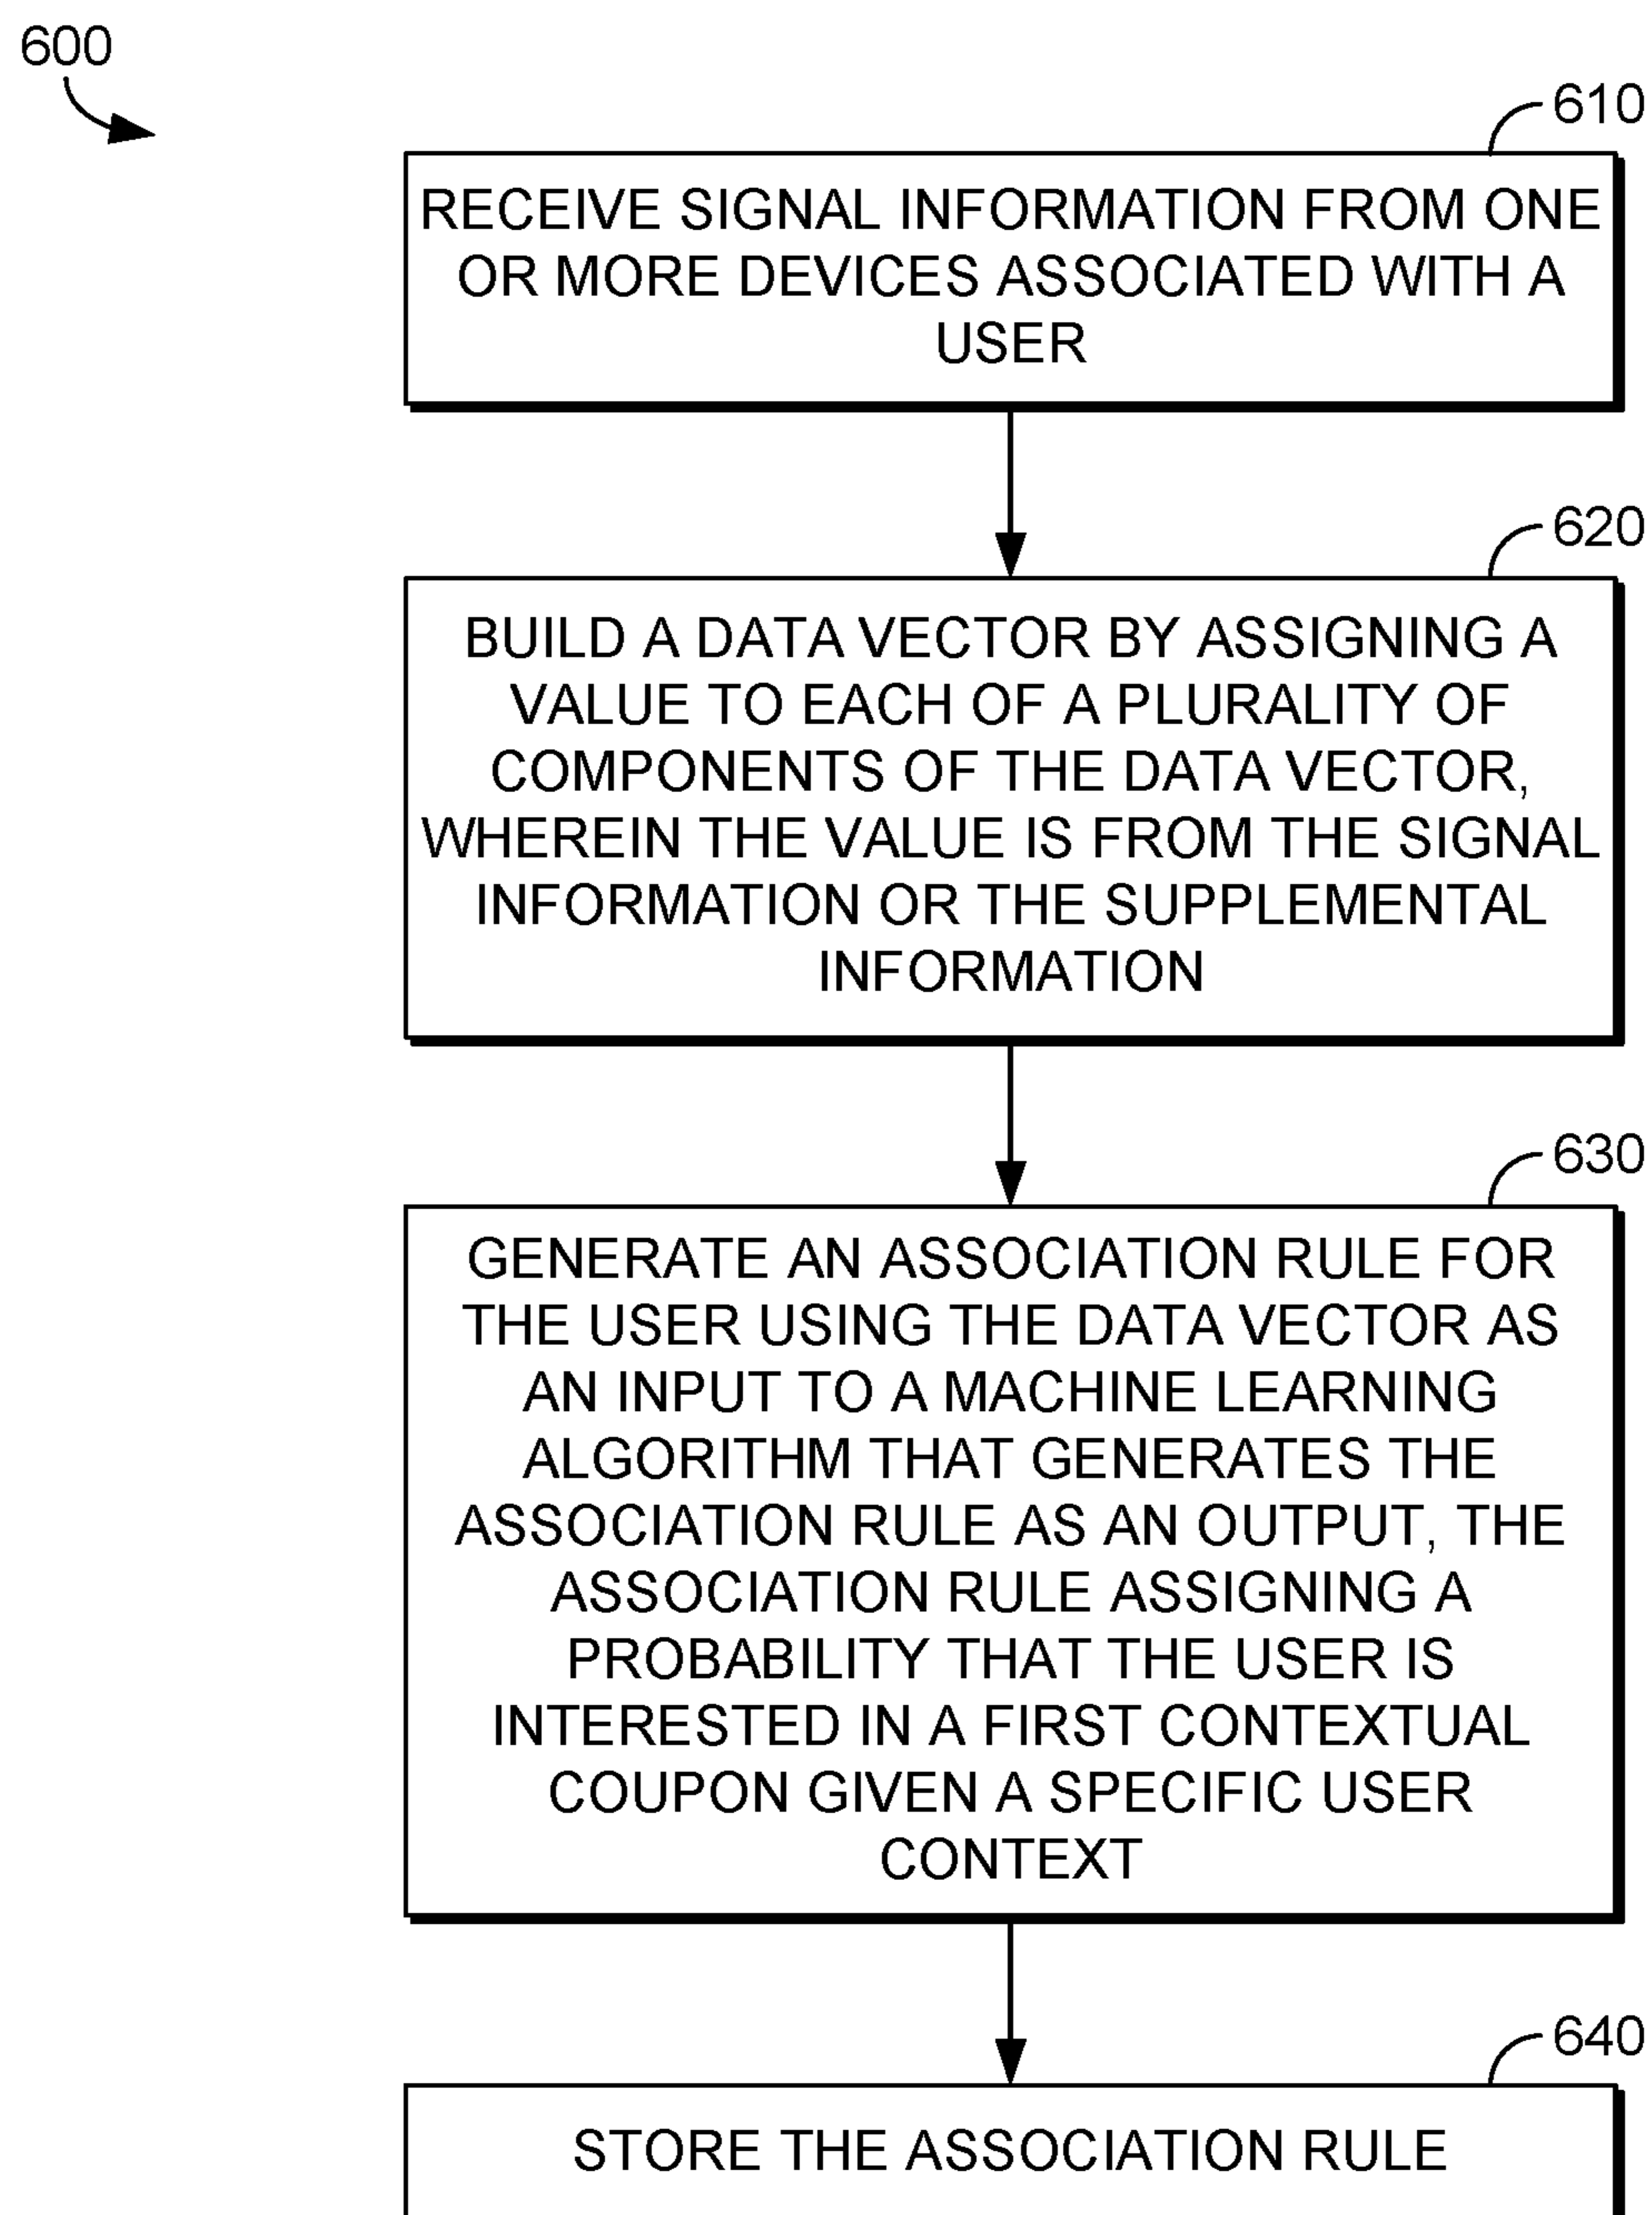 600
610
RECEIVE SIGNAL INFORMATION FROM ONE
OR MORE DEVICES ASSOCIATED WITH A
USER
620
BUILD A DATA VECTOR BY ASSIGNING A
VALUE TO EACH OF A PLURALITY OF
COMPONENTS OF THE DATA VECTOR,
WHEREIN THE VALUE IS FROM THE SIGNAL
INFORMATION OR THE SUPPLEMENTAL
INFORMATION
630
GENERATE AN ASSOCIATION RULE FOR
THE USER USING THE DATA VECTOR AS
AN INPUT TO A MACHINE LEARNING
ALGORITHM THAT GENERATES THE
ASSOCIATION RULE AS AN OUTPUT, THE
ASSOCIATION RULE ASSIGNING A
PROBABILITY THAT THE USER IS
INTERESTED IN A FIRST CONTEXTUAL
COUPON GIVEN A SPECIFIC USER
CONTEXT
640
STORE THE ASSOCIATION RULE